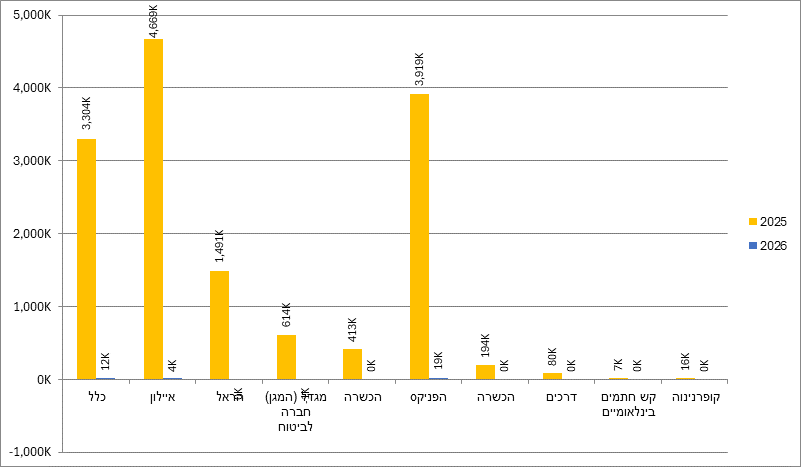 5,000K
4,000K
3,000K
2,000K
1,000K
0K
-1,000K
3,304K
12K
4,669K
4K
1,491K
614K
413K
0K
3,919K
19K
194K
0K
80K
0K
7K
0K
16K
0K
כלל
איילון
הראל
מגדל (המגן)
חברה
לביטוח
הכשרה
הפניקס
הכשרה
דרכים
קש חתמים
בינלאומיים
קופרנינוה
2025
2026